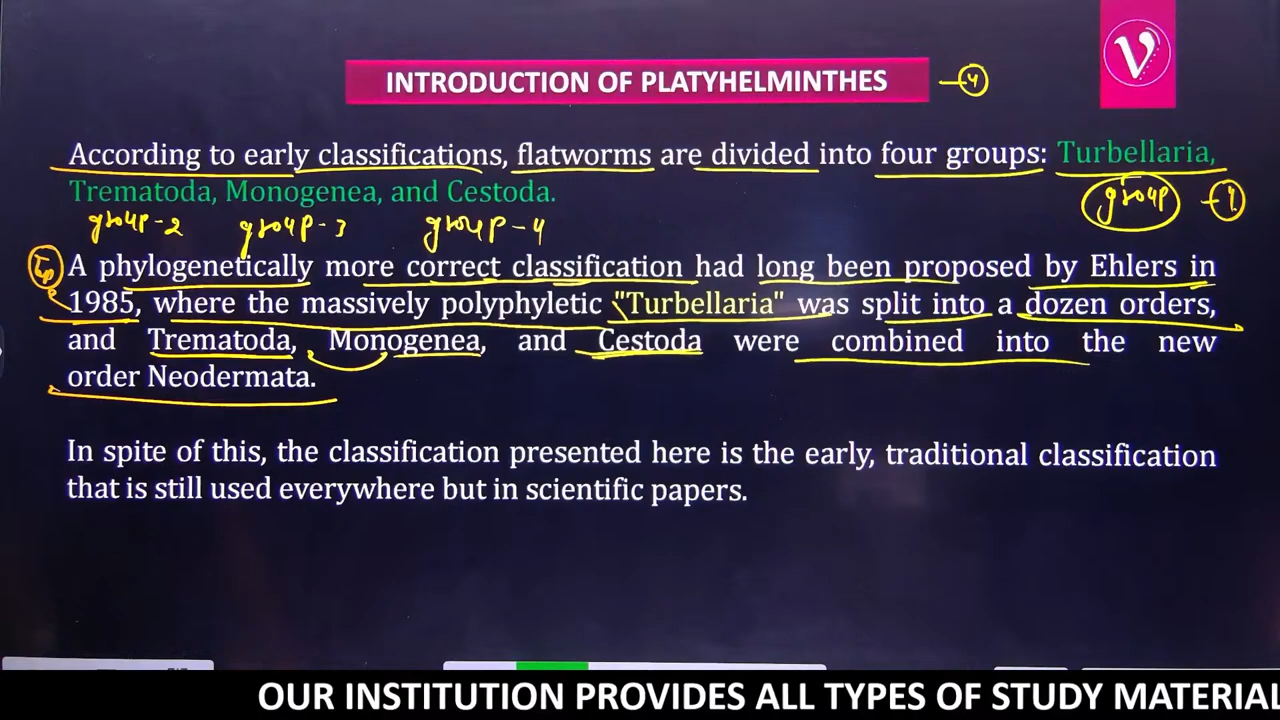 INTRODUCTION OF PLATYHELMINTHES
4
V
According to early classifications, flatworms are divided into four groups: Turbellaria,
Trematoda, Monogenea, and Cestoda.
group - 1
group-2 group-3 group-4
Imp
A phylogenetically more correct classification had long been proposed by Ehlers in
1985, where the massively polyphyletic "Turbellaria" was split into a dozen orders,
and Trematoda, Monogenea, and Cestoda were combined into the new
order Neodermata.
In spite of this, the classification presented here is the early, traditional classification
that is still used everywhere but in scientific papers.
OUR INSTITUTION PROVIDES ALL TYPES OF STUDY MATERIAL